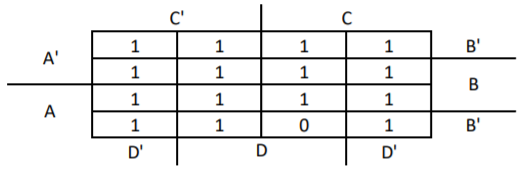 C' C
1 1 1 1 B'
A'
1 1 1 1
B
1 1 1 1
A
1 1 0 1 B'
D' D D'